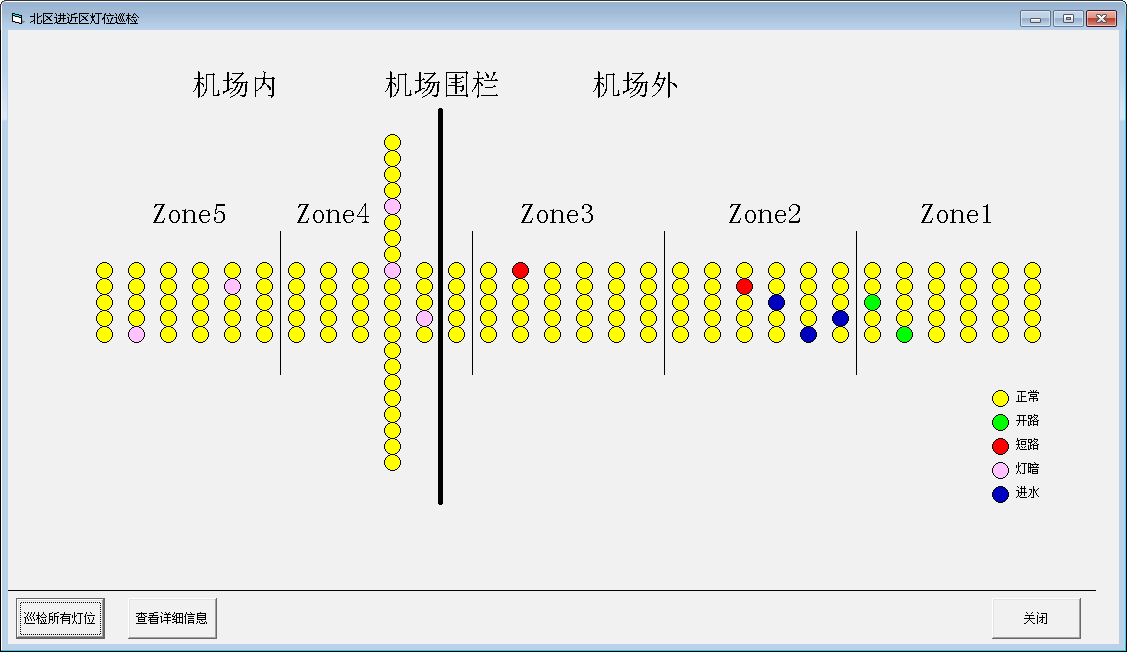 北区进近区灯位巡检
机场内 机场围栏 机场外
Zone5 Zone4 Zone3 Zone2 Zone1
正常
开路
短路
灯暗
进水
巡检所有灯位 查看详细信息 关闭